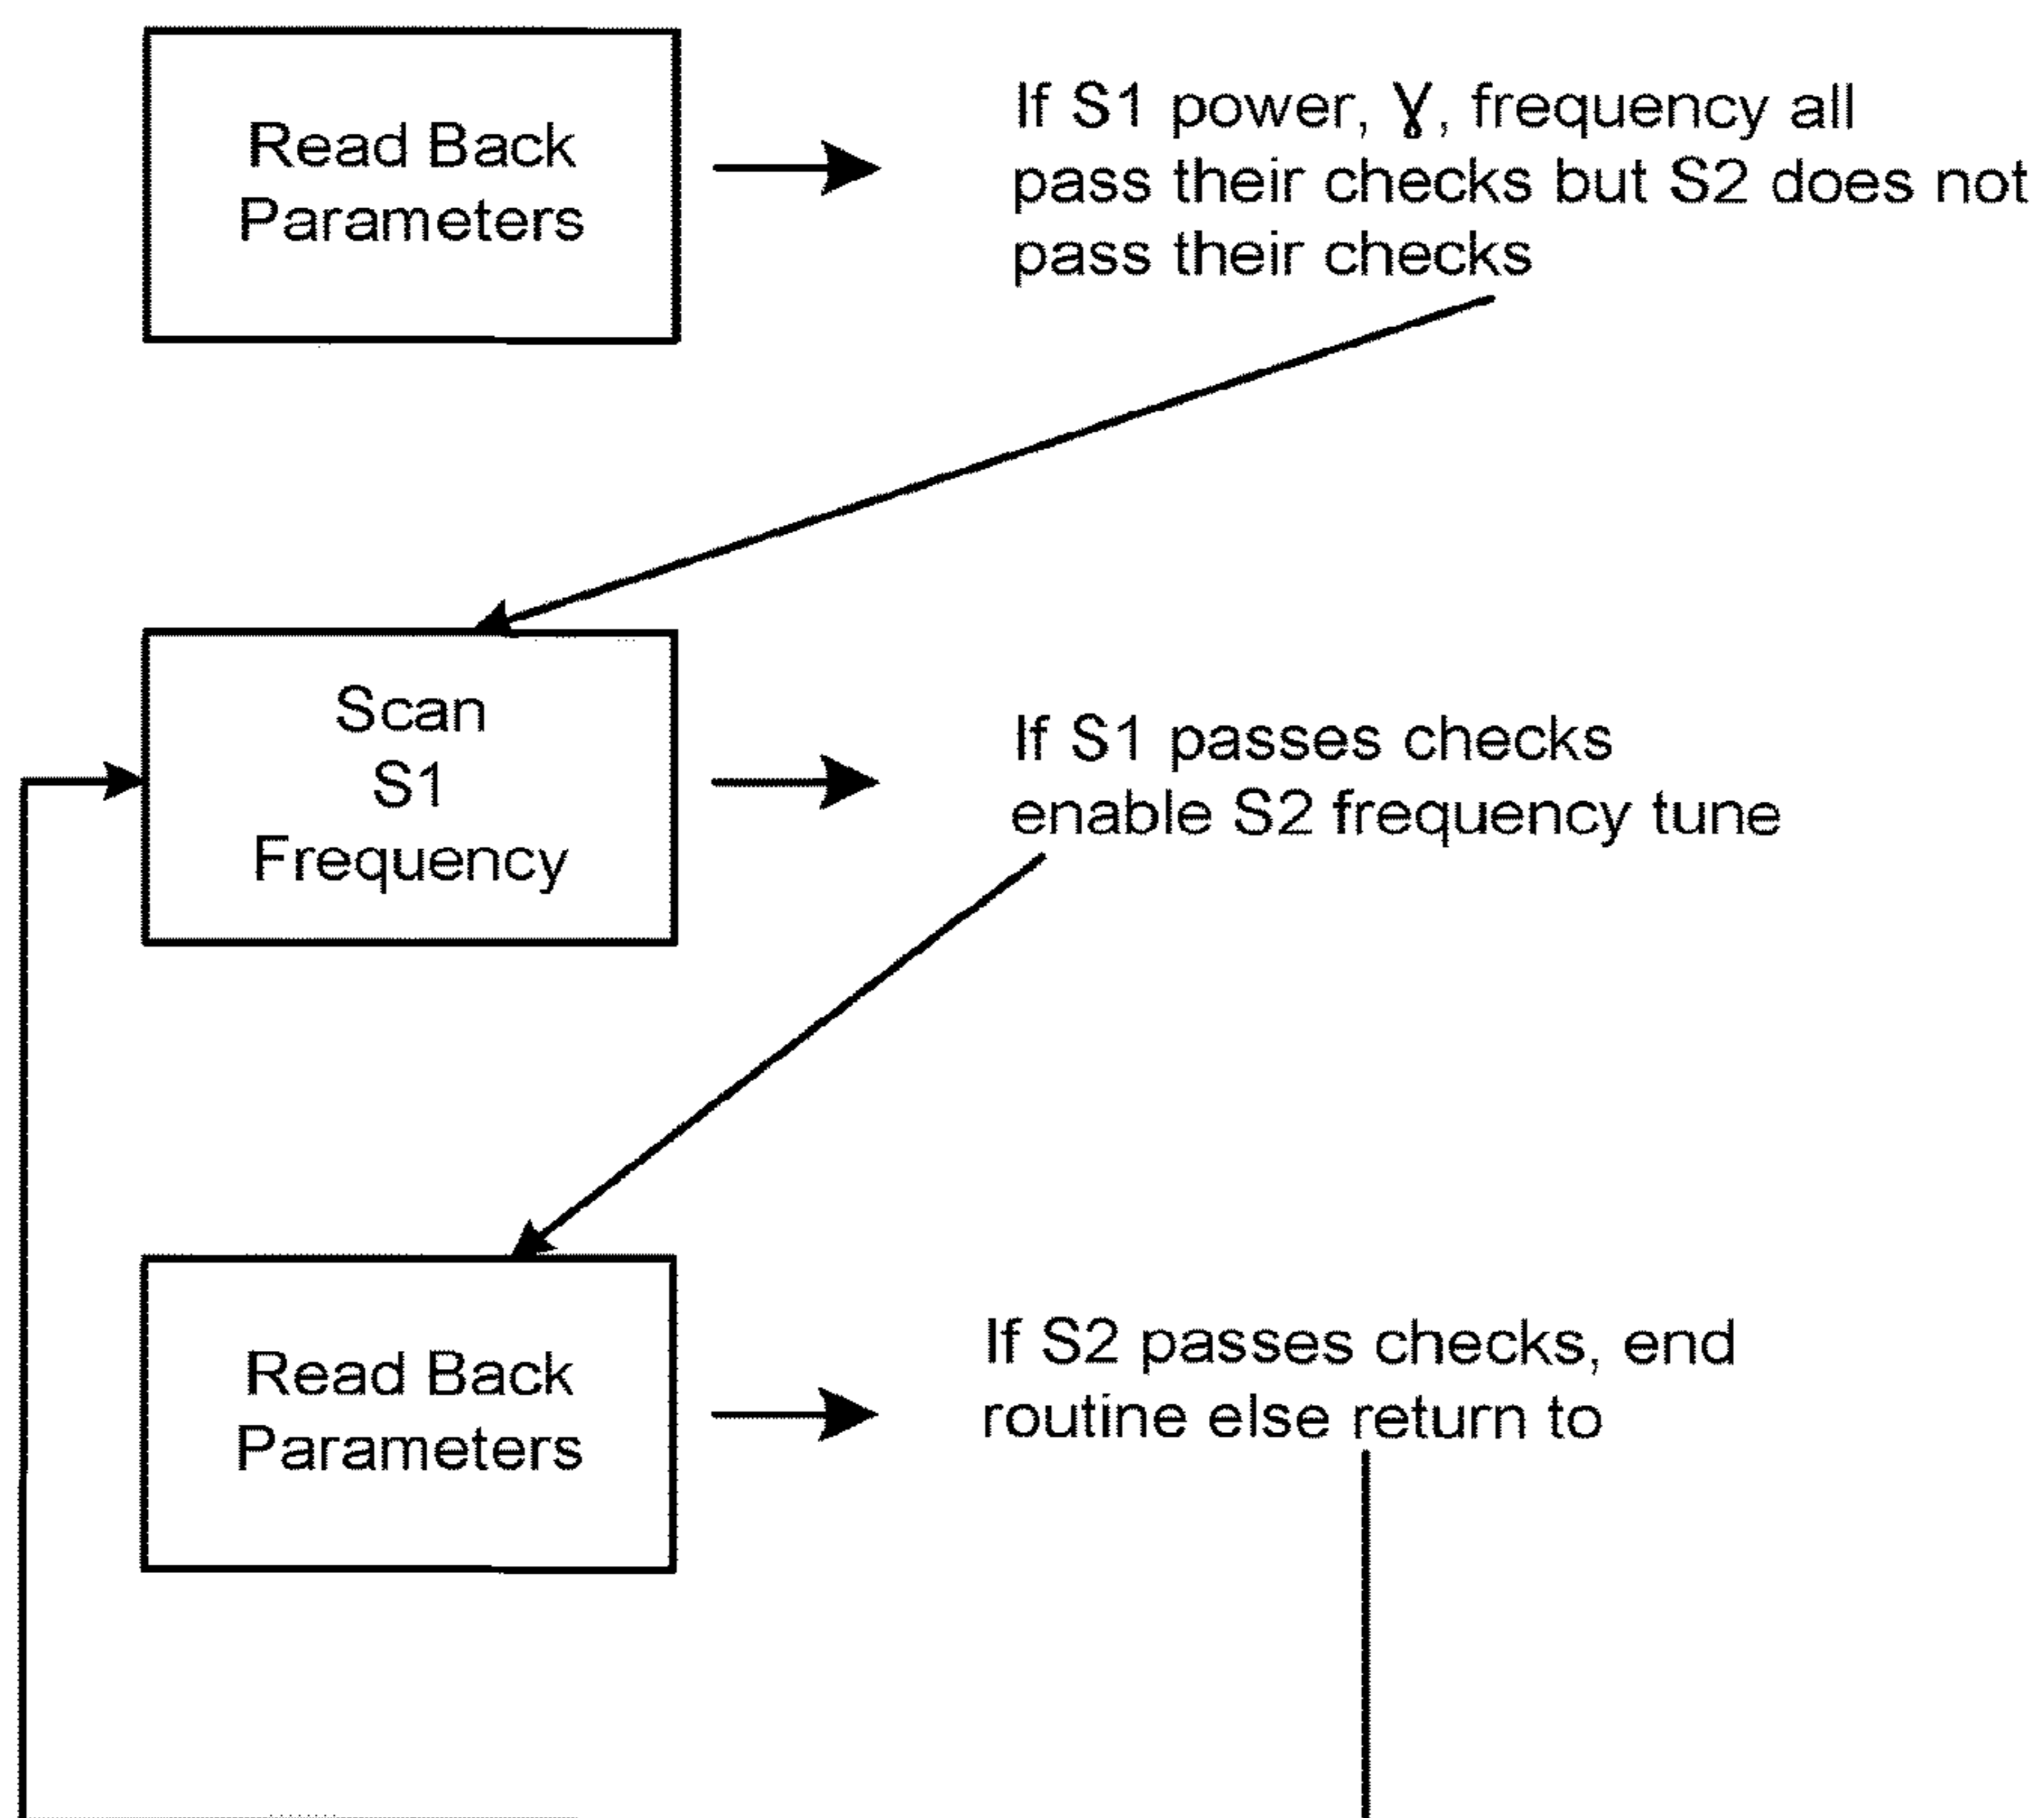 Read Back
Parameters
If S1 power, Ɣ, frequency all
pass their checks but S2 does not
pass their checks
Scan
S1
Frequency
If S1 passes checks
enable S2 frequency tune
Read Back
Parameters
If S2 passes checks, end
routine else return to